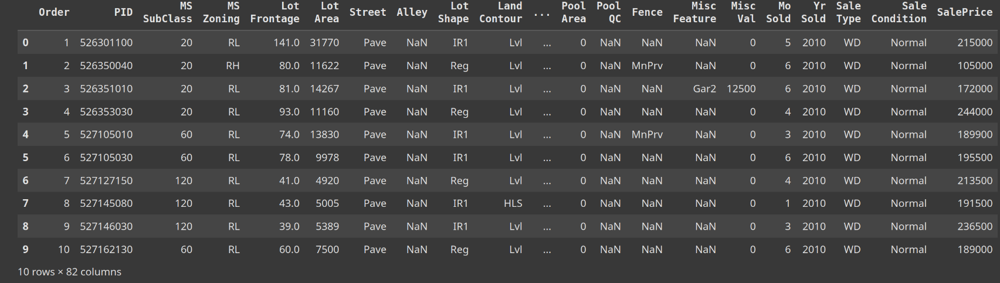 Order PID MS SubClass MS Zoning Lot Frontage Lot Area Street Alley Lot Shape Land Contour ... Pool Area Pool QC Fence Misc Feature Misc Val Mo Sold Yr Sold Sale Type Sale Condition SalePrice
0 1 526301100 20 RL 141.0 31770 Pave NaN IR1 Lvl ... 0 NaN NaN NaN 0 5 2010 WD Normal 215000
1 2 526350040 20 RH 80.0 11622 Pave NaN Reg Lvl ... 0 NaN MnPrv NaN 0 6 2010 WD Normal 105000
2 3 526351010 20 RL 81.0 14267 Pave NaN IR1 Lvl ... 0 NaN NaN Gar2 12500 6 2010 WD Normal 172000
3 4 526353030 20 RL 93.0 11160 Pave NaN Reg Lvl ... 0 NaN NaN NaN 0 4 2010 WD Normal 244000
4 5 527105010 60 RL 74.0 13830 Pave NaN IR1 Lvl ... 0 NaN MnPrv NaN 0 3 2010 WD Normal 189900
5 6 527105030 60 RL 78.0 9978 Pave NaN IR1 Lvl ... 0 NaN NaN NaN 0 6 2010 WD Normal 195500
6 7 527127150 120 RL 41.0 4920 Pave NaN Reg Lvl ... 0 NaN NaN NaN 0 4 2010 WD Normal 213500
7 8 527145080 120 RL 43.0 5005 Pave NaN IR1 HLS ... 0 NaN NaN NaN 0 1 2010 WD Normal 191500
8 9 527146030 120 RL 39.0 5389 Pave NaN IR1 Lvl ... 0 NaN NaN NaN 0 3 2010 WD Normal 236500
9 10 527162130 60 RL 60.0 7500 Pave NaN Reg Lvl ... 0 NaN NaN NaN 0 6 2010 WD Normal 189000
10 rows × 82 columns